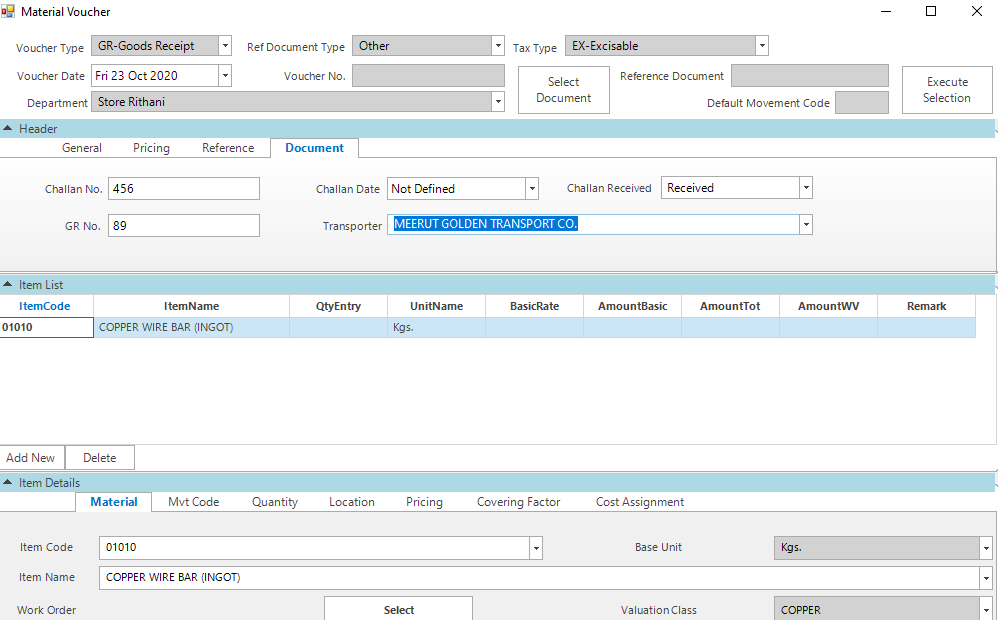 Material Voucher
Voucher Type GR-Goods Receipt Ref Document Type Other Tax Type EX-Excisable
Voucher Date Fri 23 Oct 2020 Voucher No. Select Document Reference Document Execute Selection
Department Store Rithani Default Movement Code
Header
General Pricing Reference Document
Challan No. 456 Challan Date Not Defined Challan Received Received
GR No. 89 Transporter MEERUT GOLDEN TRANSPORT CO.
Item List
ItemCode ItemName QtyEntry UnitName BasicRate AmountBasic AmountTot AmountWV Remark
01010 COPPER WIRE BAR (INGOT) Kgs.
Add New Delete
Item Details
Material Mvt Code Quantity Location Pricing Covering Factor Cost Assignment
Item Code 01010 Base Unit Kgs.
Item Name COPPER WIRE BAR (INGOT)
Work Order Select Valuation Class COPPER